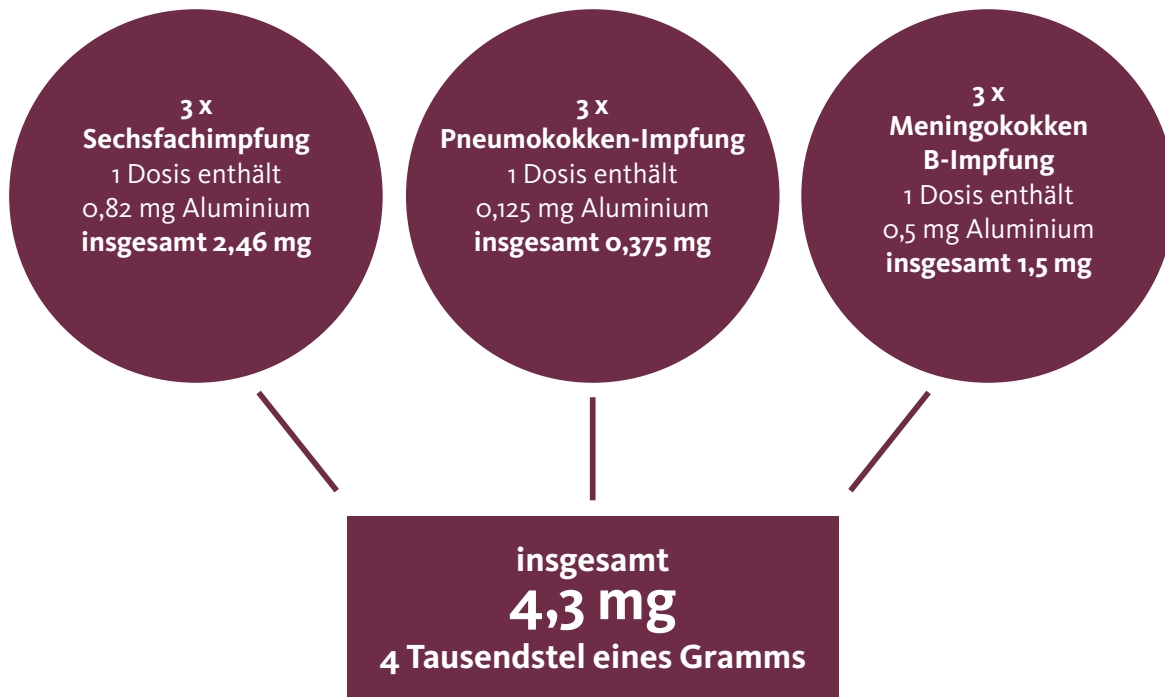 3 x
Sechsfachimpfung
1 Dosis enthält
0,82 mg Aluminium
insgesamt 2,46 mg
3 x
Pneumokokken-Impfung
1 Dosis enthält
0,125 mg Aluminium
insgesamt 0,375 mg
3 x
Meningokokken
B-Impfung
1 Dosis enthält
0,5 mg Aluminium
insgesamt 1,5 mg
insgesamt
4,3 mg
4 Tausendstel eines Gramms